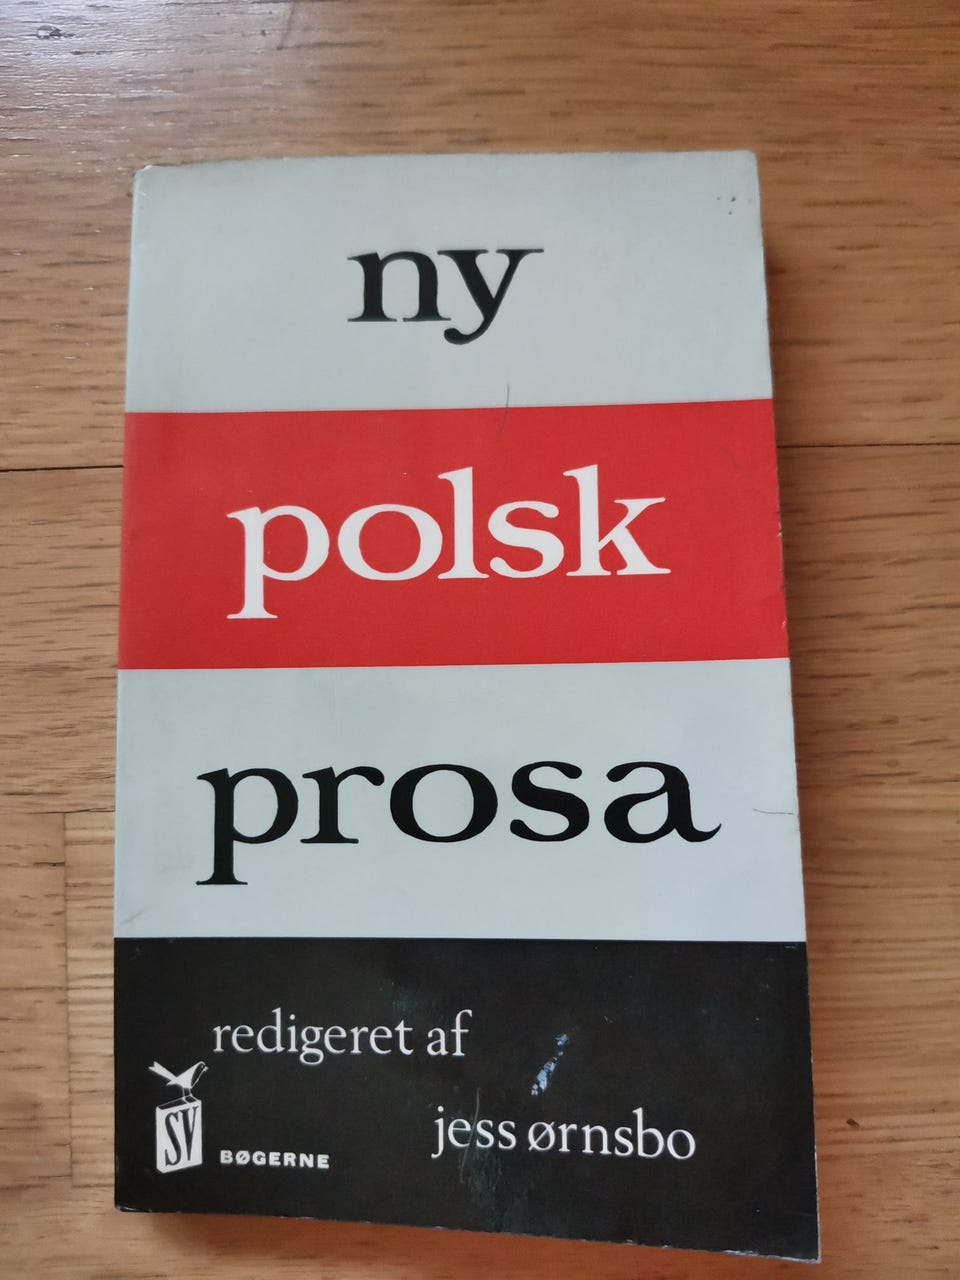 ny
polsk
prosa
redigeret af
jess ørnsbo
SV
BØGERNE